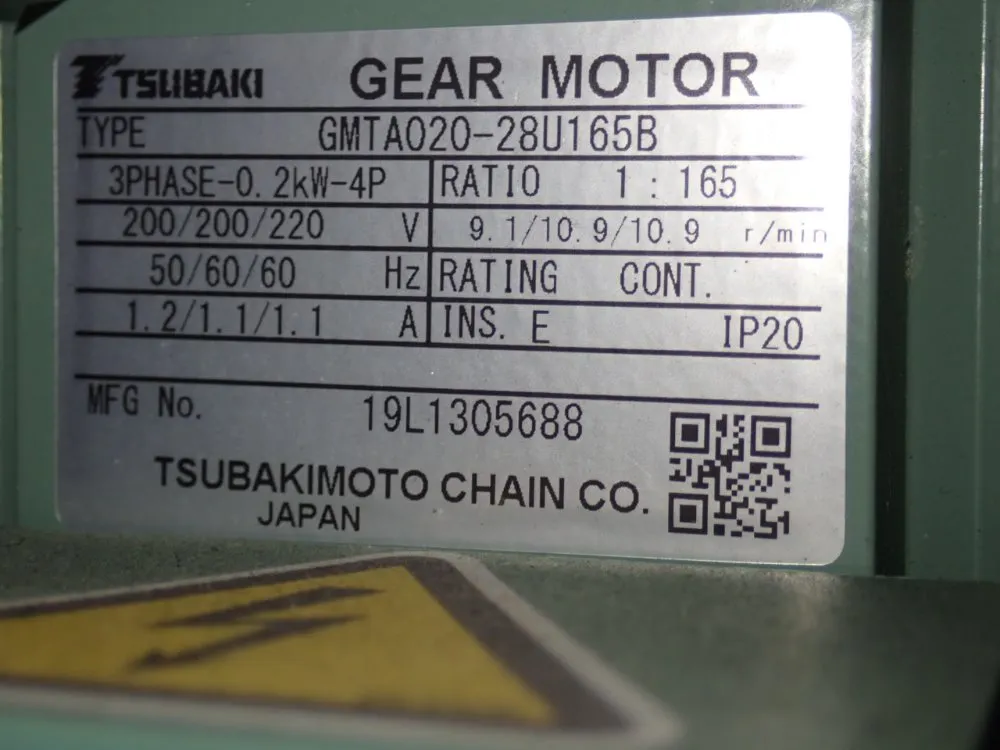 TSUBAKI GEAR MOTOR
TYPE GMTA020-28U165B
3PHASE-0.2kW-4P RATIO 1:165
200/200/220 V 9.1/10.9/10.9 r/min
50/60/60 Hz RATING CONT.
1.2/1.1/1.1 A INS. E IP20
MFG No. 19L1305688
TSUBAKIMOTO CHAIN CO.
JAPAN